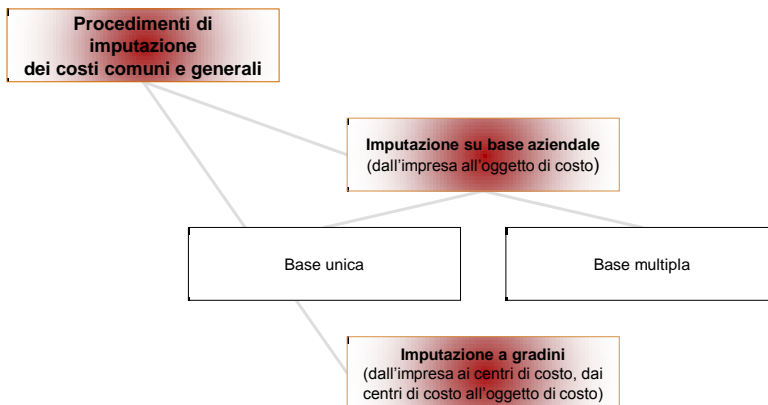 Procedimenti di
imputazione
dei costi comuni e generali
Imputazione su base aziendale
(dall'impresa all'oggetto di costo)
Base unica
Base multipla
Imputazione a gradini
(dall'impresa ai centri di costo, dai
centri di costo all'oggetto di costo)